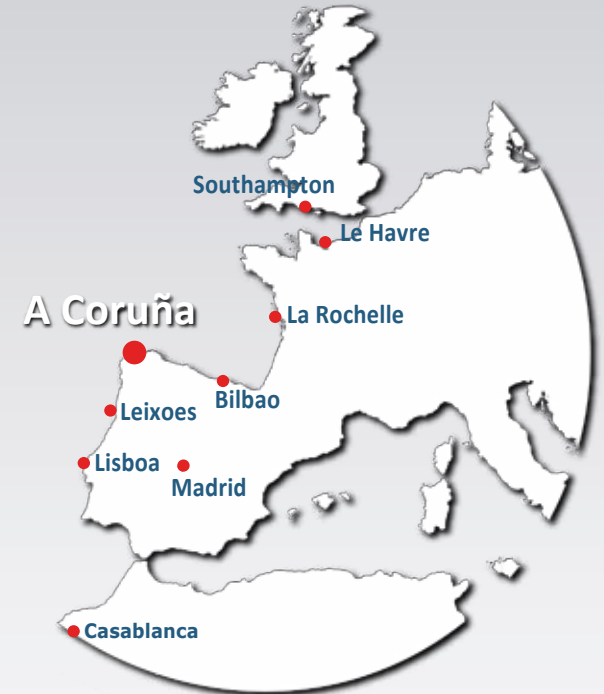 Southampton
Le Havre
A Coruña
La Rochelle
Bilbao
Leixoes
Lisboa
Madrid
Casablanca